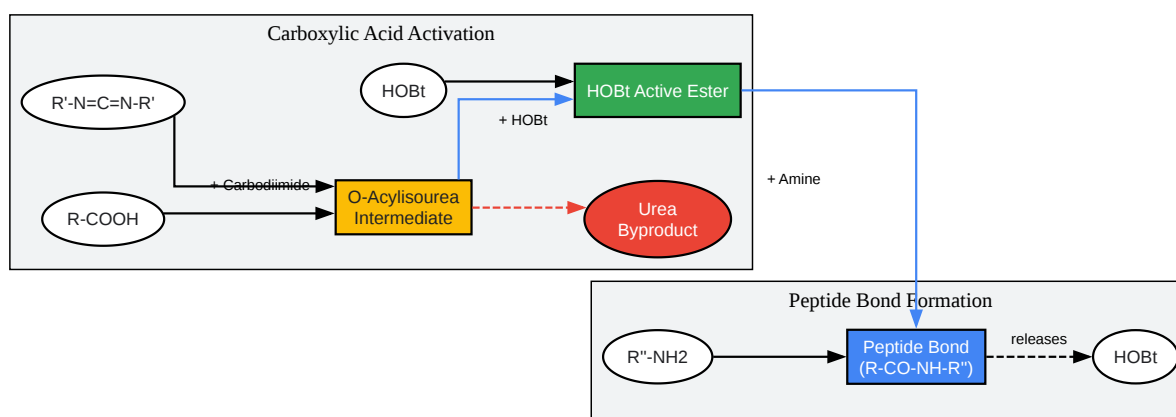 Carboxylic Acid Activation
R'-N=C=N-R'
HOBt
HOBt Active Ester
+ HOBt
+ Carbodiimide
+ Amine
R-COOH
O-Acylisourea
Intermediate
Urea
Byproduct
Peptide Bond Formation
R"-NH2
Peptide Bond
(R-CO-NH-R")
releases
HOBt